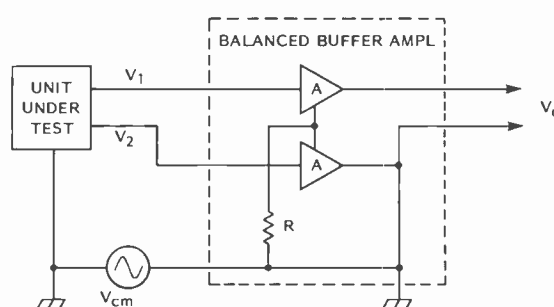 BALANCED BUFFER AMPL
UNIT
UNDER
TEST
V1
V2
A
A
R
Vcm